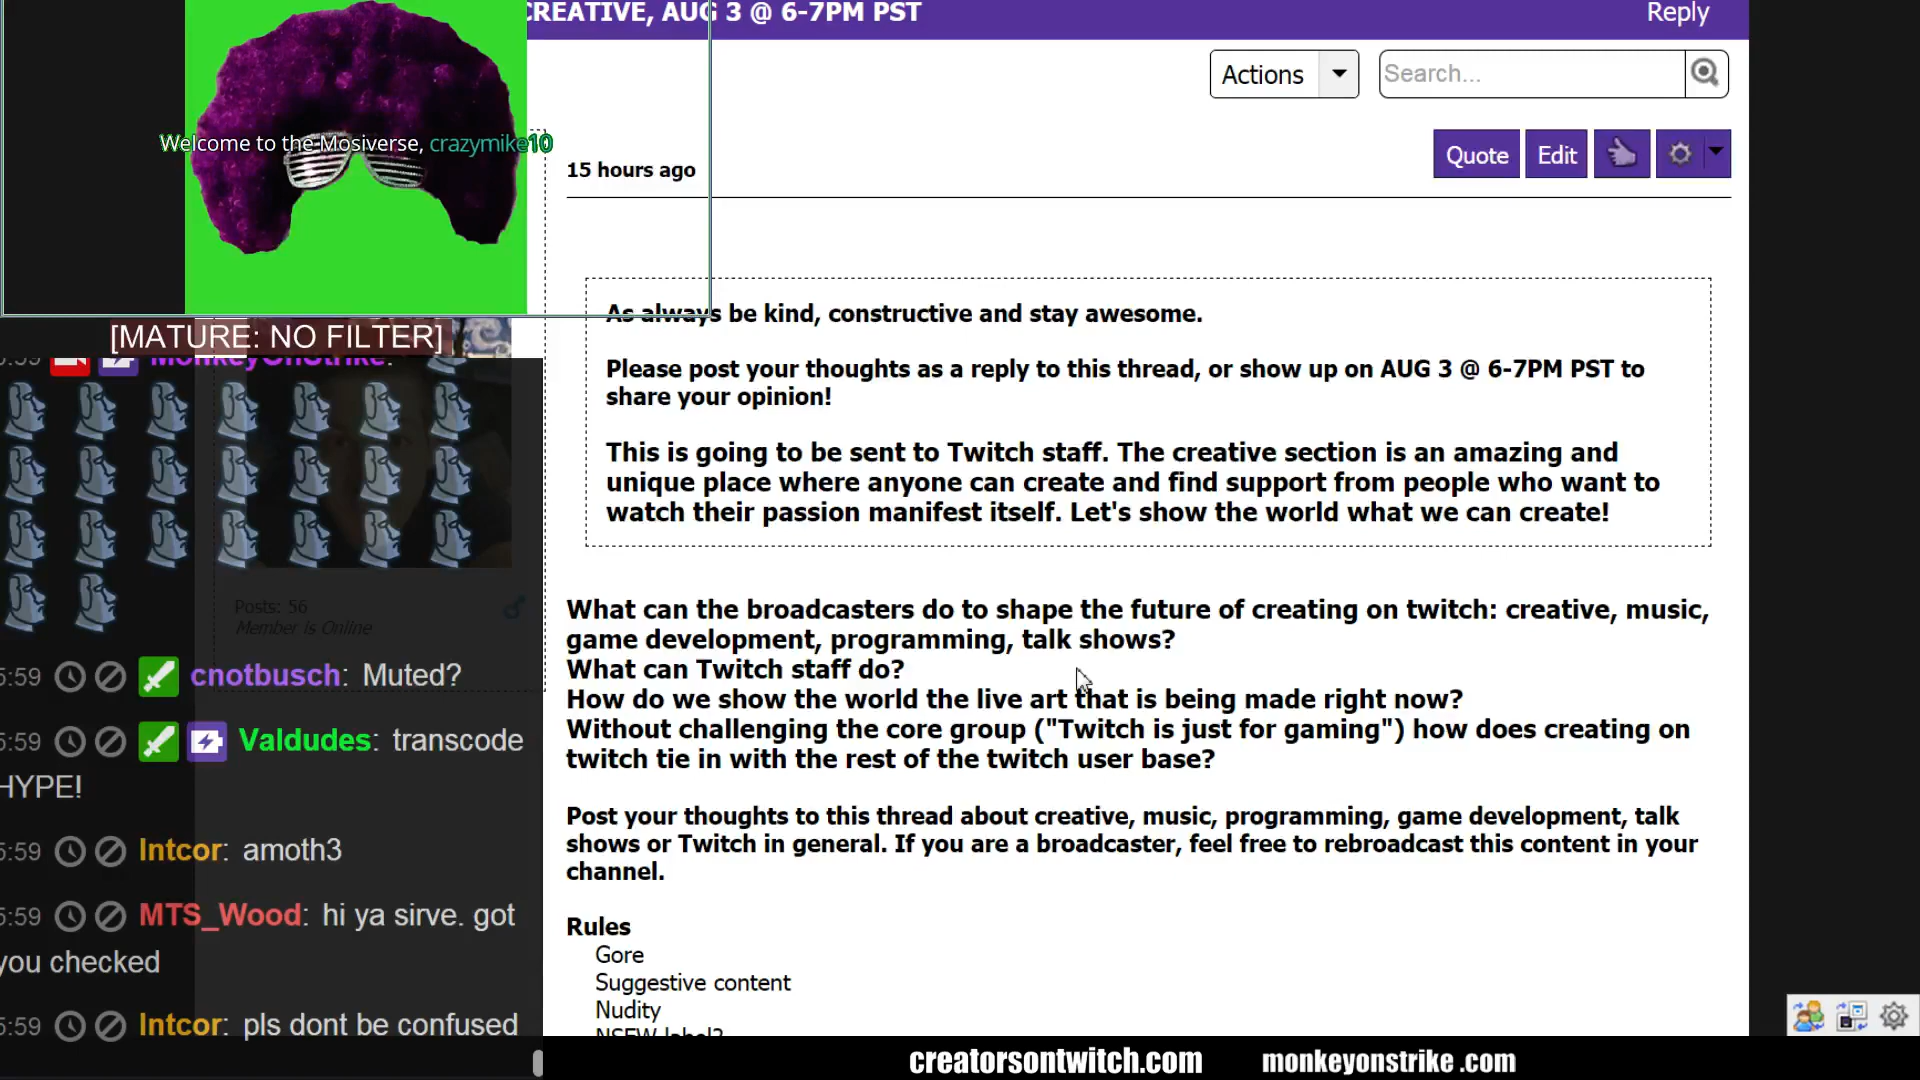 CREATIVE, AUG 3 @ 6-7PM PST
Reply
Actions
Search...
Welcome to the Mosiverse, crazymike10
15 hours ago
Quote
Edit
As always be kind, constructive and stay awesome.
Please post your thoughts as a reply to this thread, or show up on AUG 3 @ 6-7PM PST to
share your opinion!
This is going to be sent to Twitch staff. The creative section is an amazing and
unique place where anyone can create and find support from people who want to
watch their passion manifest itself. Let's show the world what we can create!
[MATURE: NO FILTER]
MonkeyOnStrike:
Posts: 56
Member is Online
5:59 cnotbusch: Muted?
5:59 Valdudes: transcode
HYPE!
5:59 Intcor: amoth3
5:59 MTS_Wood: hi ya sirve. got
you checked
5:59 Intcor: pls dont be confused
What can the broadcasters do to shape the future of creating on twitch: creative, music,
game development, programming, talk shows?
What can Twitch staff do?
How do we show the world the live art that is being made right now?
Without challenging the core group ("Twitch is just for gaming") how does creating on
twitch tie in with the rest of the twitch user base?
Post your thoughts to this thread about creative, music, programming, game development, talk
shows or Twitch in general. If you are a broadcaster, feel free to rebroadcast this content in your
channel.
Rules
Gore
Suggestive content
Nudity
NSFW label?
creatorsontwitch.com
monkeyonstrike .com